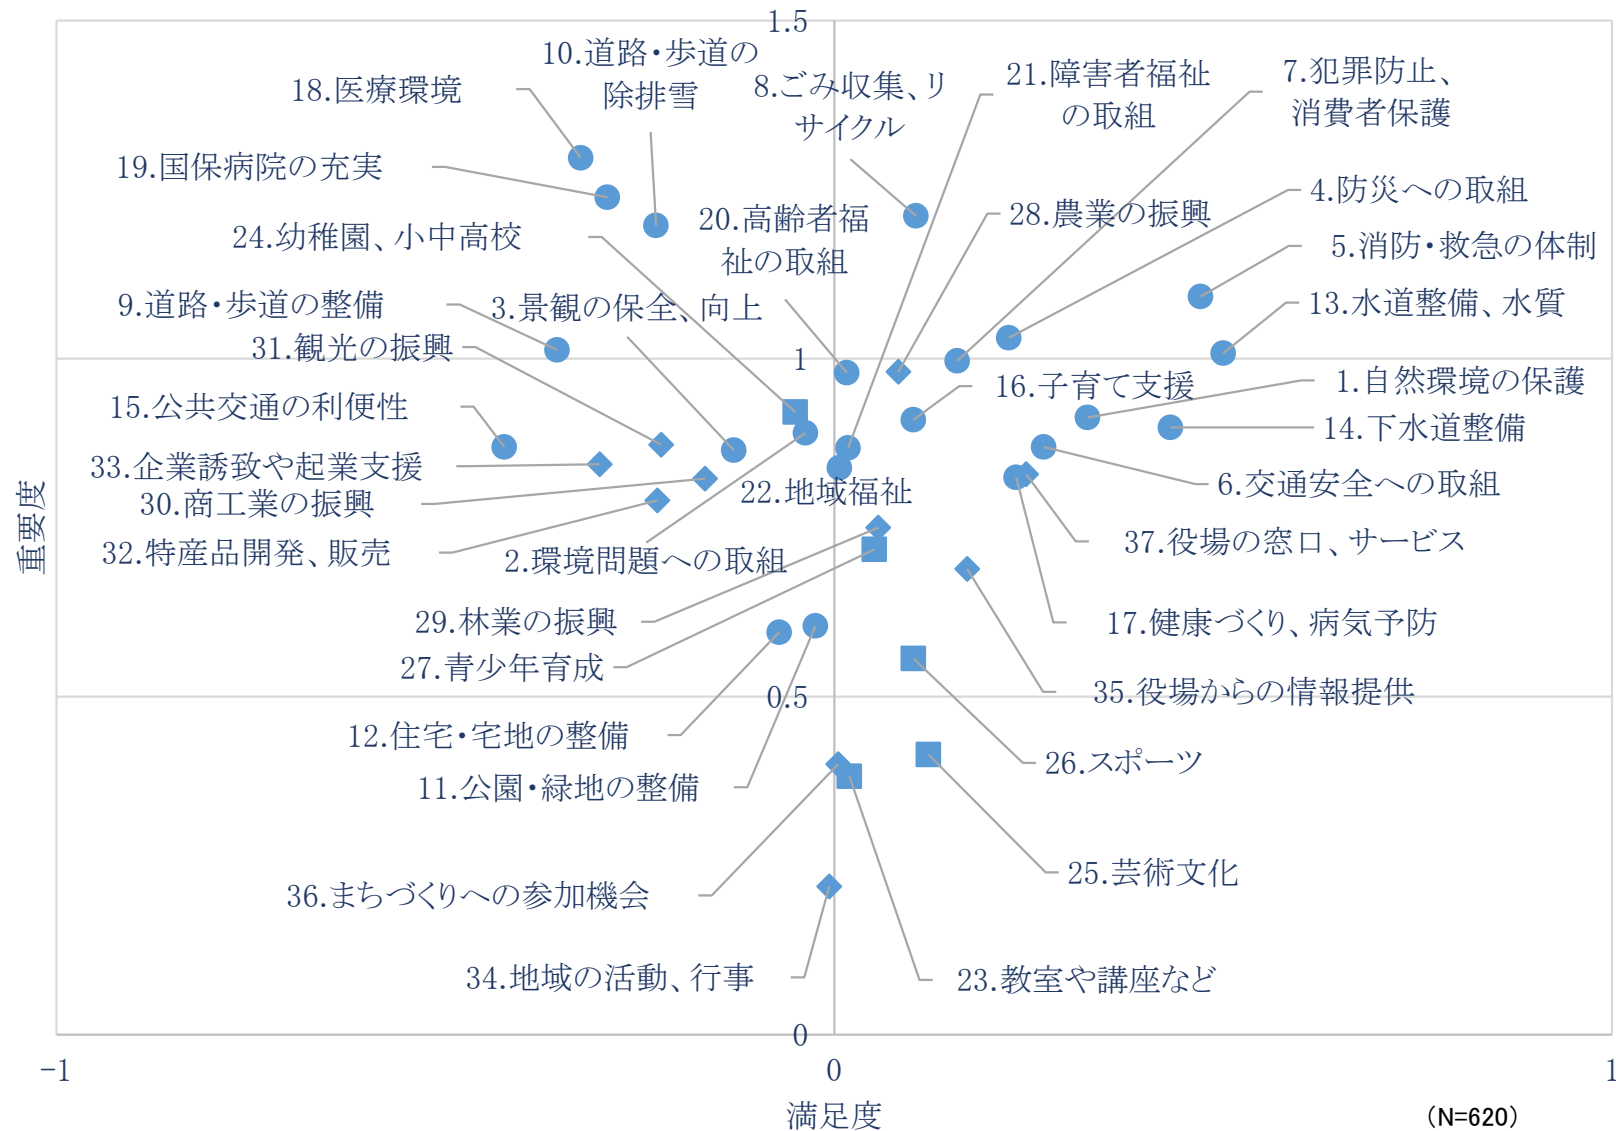 1.5
10.道路・歩道の
除排雪
18.医療環境
8.ごみ収集、リ
サイクル
21.障害者福祉
の取組
7.犯罪防止、
消費者保護
19.国保病院の充実
4.防災への取組
20.高齢者福
祉の取組
28.農業の振興
24.幼稚園、小中高校
5.消防・救急の体制
9.道路・歩道の整備
3.景観の保全、向上
13.水道整備、水質
31.観光の振興
1
16.子育て支援
1.自然環境の保護
15.公共交通の利便性
14.下水道整備
33.企業誘致や起業支援
22.地域福祉
6.交通安全への取組
30.商工業の振興
重要度
32.特産品開発、販売
2.環境問題への取組
37.役場の窓口、サービス
29.林業の振興
17.健康づくり、病気予防
27.青少年育成
0.5
35.役場からの情報提供
12.住宅・宅地の整備
26.スポーツ
11.公園・緑地の整備
25.芸術文化
36.まちづくりへの参加機会
34.地域の活動、行事
23.教室や講座など
0
-1
0
1
満足度
（N=620）